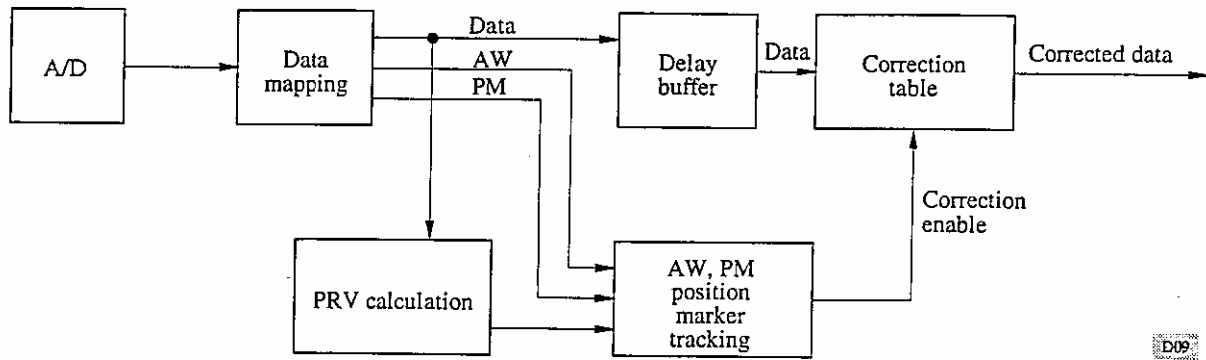 A/D
Data
mapping
Data
AW
PM
Delay
buffer
Data
Correction
table
Corrected data
Correction
enable
PRV calculation
AW, PM
position
marker
tracking
D09